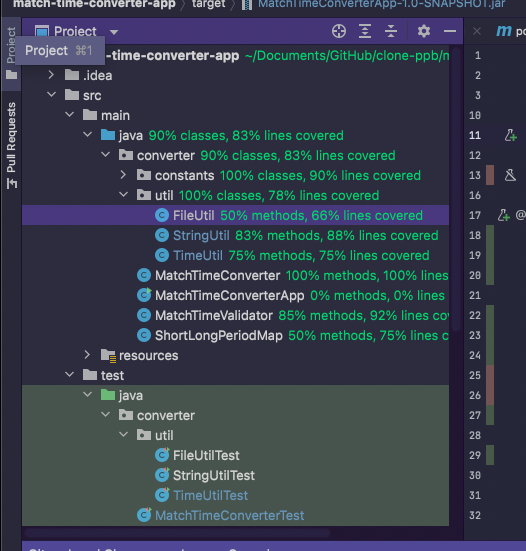 match-time-converter-app target MatchTimeConverterApp-1.0-SNAPSHOT.jar
Project
Project
Project ⌘1
Pull Requests
tch-time-converter-app ~/Documents/GitHub/clone-ppb/m
.idea
src
main
java 90% classes, 83% lines covered
converter 90% classes, 83% lines covered
constants 100% classes, 90% lines covered
util 100% classes, 78% lines covered
FileUtil 50% methods, 66% lines covered
StringUtil 83% methods, 88% lines covered
TimeUtil 75% methods, 75% lines covered
MatchTimeConverter 100% methods, 100% lines
MatchTimeConverterApp 0% methods, 0% lines
MatchTimeValidator 85% methods, 92% lines cov
ShortLongPeriodMap 50% methods, 75% lines c
resources
test
java
converter
util
FileUtilTest
StringUtilTest
TimeUtilTest
MatchTimeConverterTest
m po
1
2
3
10
11
12
13
16
17 @
18
19
20
21
22
23
24
25
26
27
28
29
30
31
32